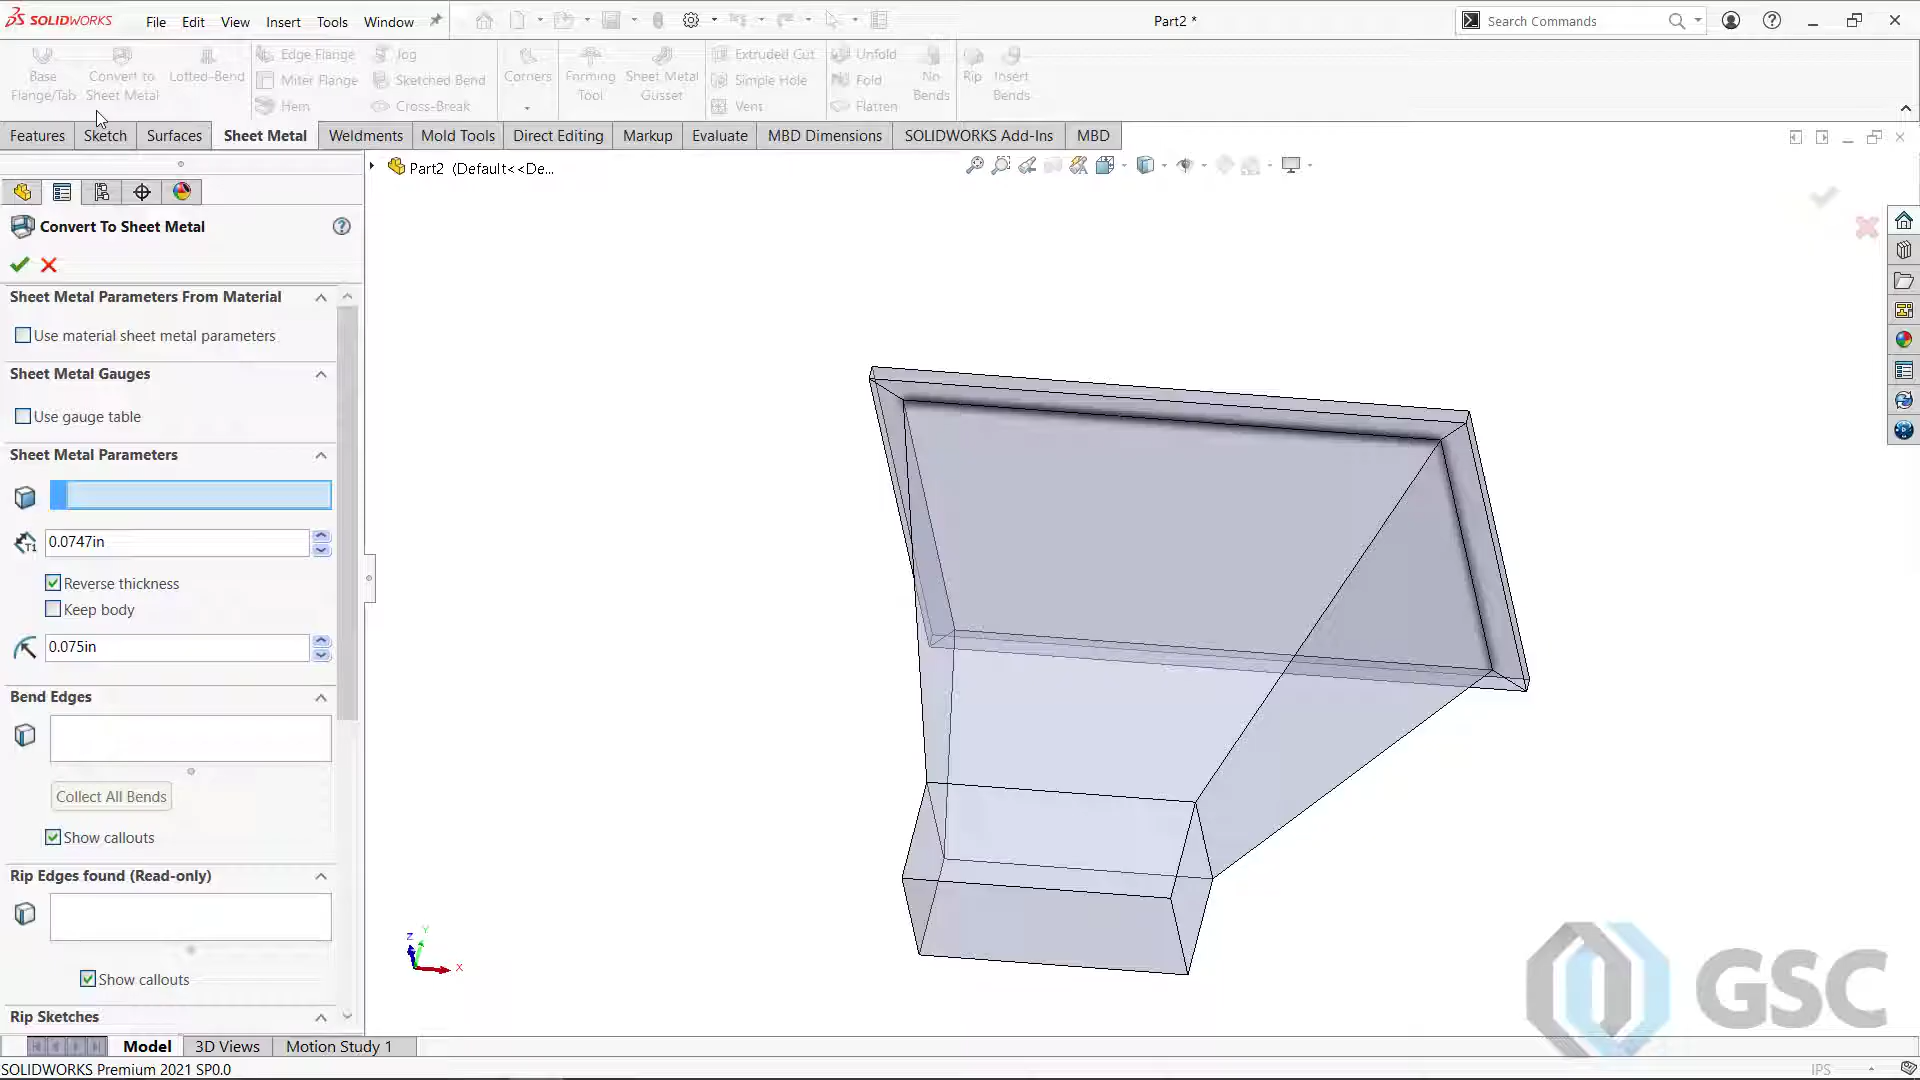 SOLIDWORKS
File Edit View Insert Tools Window
Part2 *
Search Commands
Base Flange/Tab
Convert to Sheet Metal
Lofted-Bend
Edge Flange
Miter Flange
Hem
Jog
Sketched Bend
Cross-Break
Corners
Forming Tool
Sheet Metal Gusset
Extruded Cut
Simple Hole
Vent
Unfold
Fold
Flatten
No Bends
Rip
Insert Bends
Features Sketch Surfaces Sheet Metal Weldments Mold Tools Direct Editing Markup Evaluate MBD Dimensions SOLIDWORKS Add-Ins MBD
Part2 (Default<<De...
Convert To Sheet Metal
Sheet Metal Parameters From Material
Use material sheet metal parameters
Sheet Metal Gauges
Use gauge table
Sheet Metal Parameters
T1
0.0747in
Reverse thickness
Keep body
0.075in
Bend Edges
Collect All Bends
Show callouts
Rip Edges found (Read-only)
Show callouts
Rip Sketches
Z Y X
GSC
Model 3D Views Motion Study 1
SOLIDWORKS Premium 2021 SP0.0
IPS